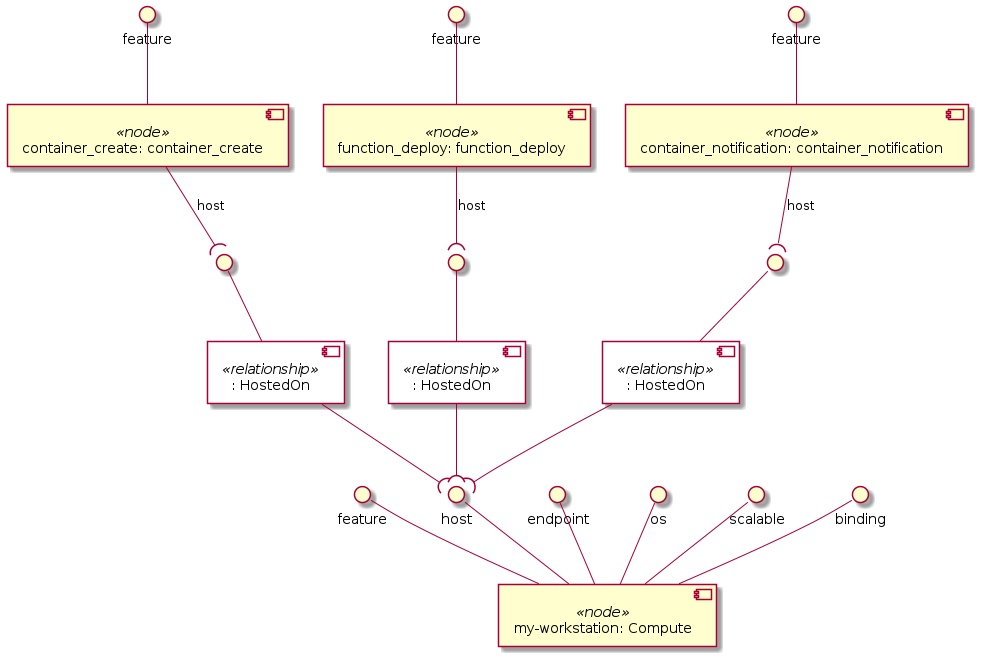 feature
feature
feature
«node»
container_create: container_create
«node»
function_deploy: function_deploy
«node»
container_notification: container_notification
host
host
host
«relationship»
: HostedOn
«relationship»
: HostedOn
«relationship»
: HostedOn
feature
host
endpoint
os
scalable
binding
«node»
my-workstation: Compute